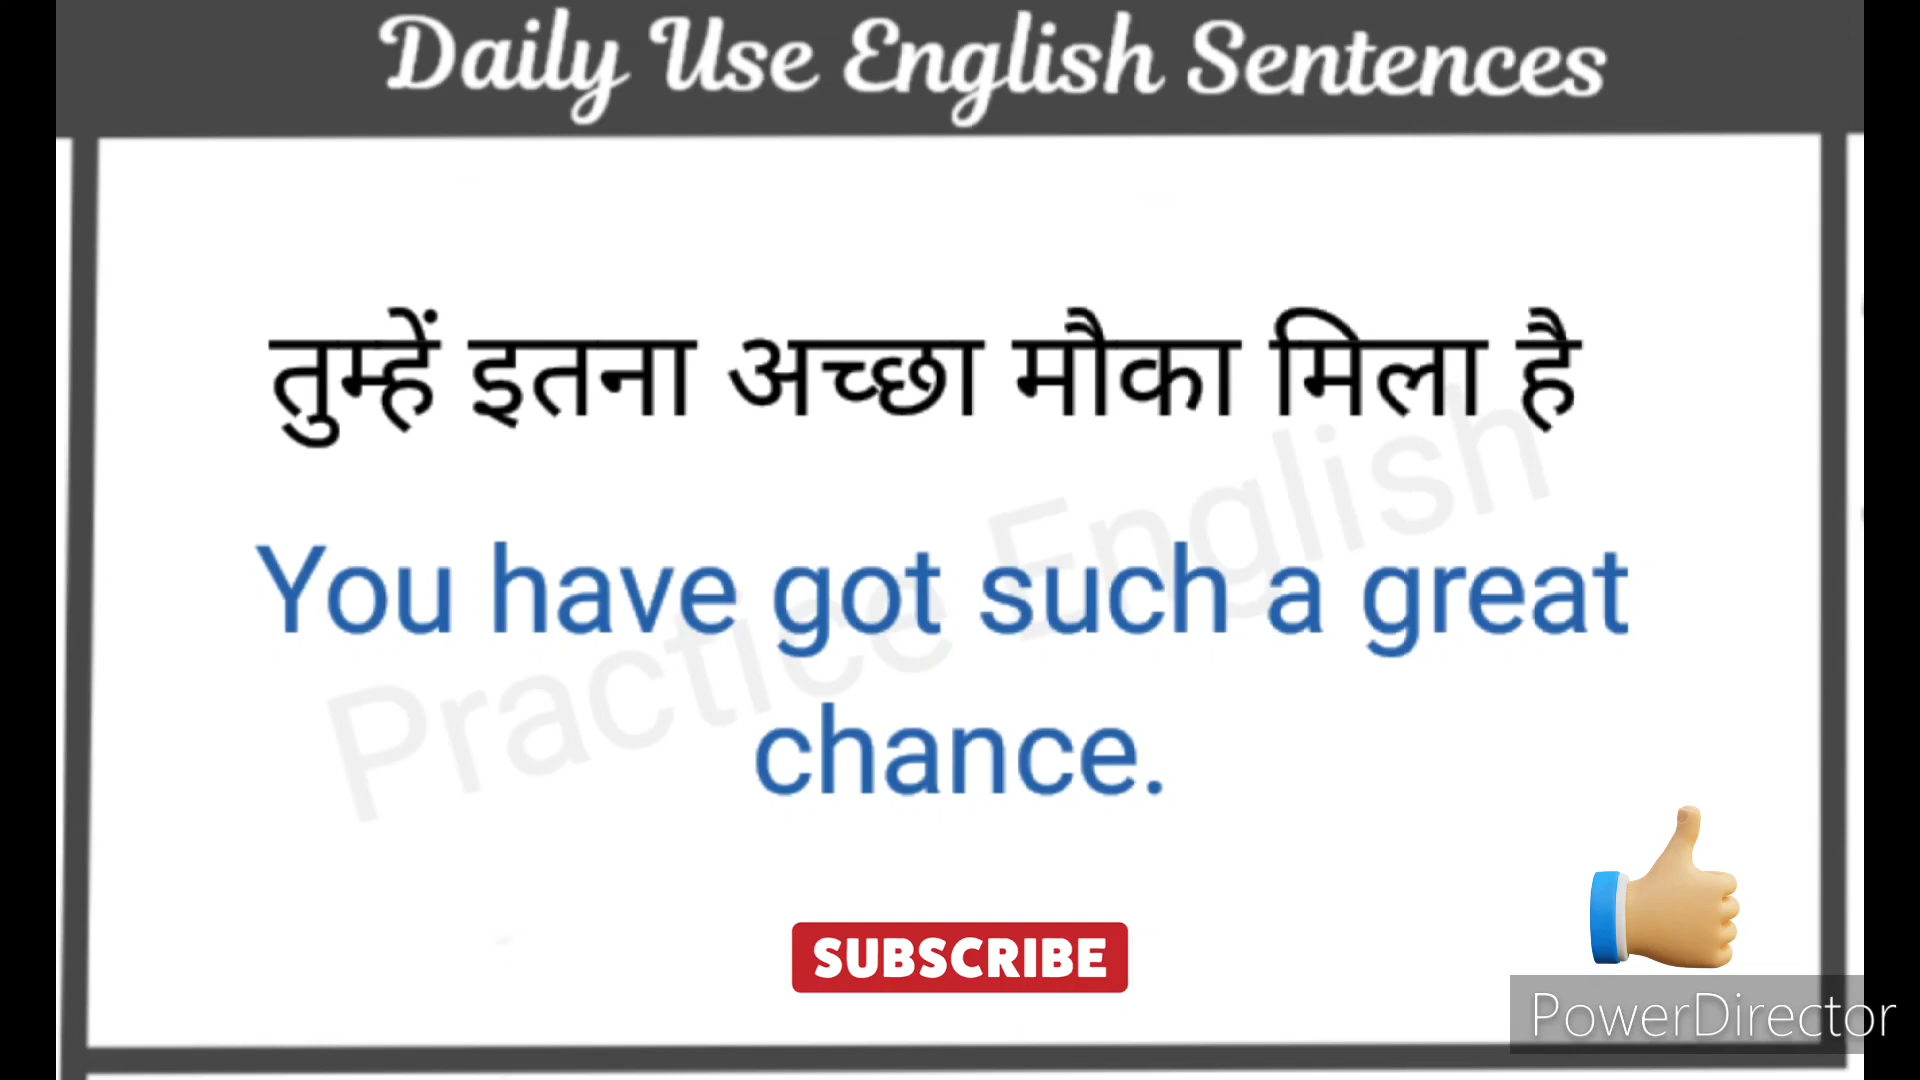 Daily Use English Sentences
तुम्हें इतना अच्छा मौका मिला है
Practice English
You have got such a great
chance.
SUBSCRIBE
PowerDirector